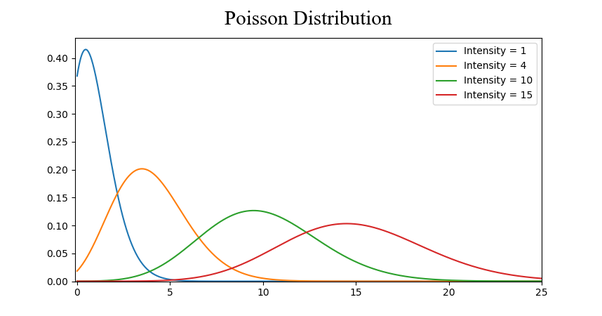 Poisson Distribution
Intensity = 1
Intensity = 4
Intensity = 10
Intensity = 15
0.40
0.35
0.30
0.25
0.20
0.15
0.10
0.05
0.00
0 5 10 15 20 25